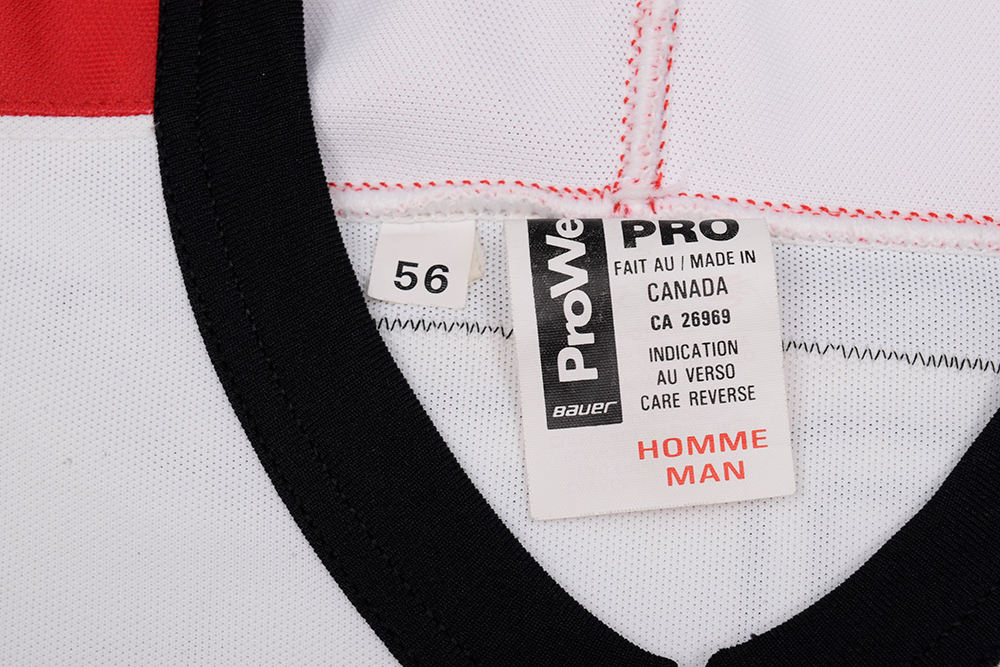 56
ProWe
BAUER
PRO
FAIT AU / MADE IN
CANADA
CA 26969
INDICATION
AU VERSO
CARE REVERSE
HOMME
MAN